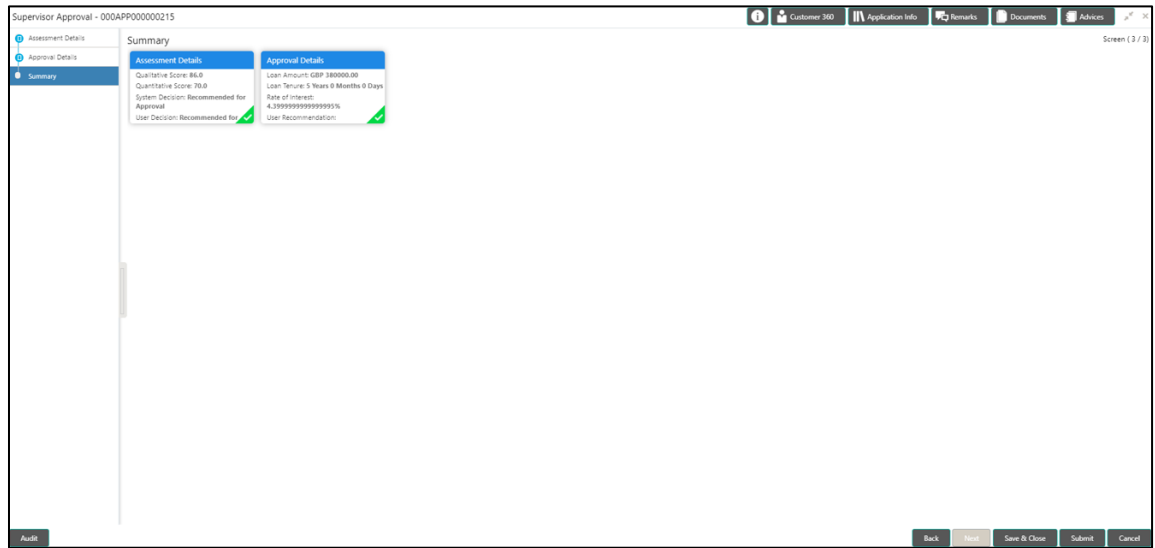 Supervisor Approval - 000APP000000215
Customer 360
Application Info
Remarks
Documents
Advices
Assessment Details
Approval Details
Summary
Summary
Screen ( 3 / 3)
Assessment Details
Qualitative Score: 86.0
Quantitative Score: 70.0
System Decision: Recommended for
Approval
User Decision: Recommended for
Approval Details
Loan Amount: GBP 380000.00
Loan Tenure: 5 Years 0 Months 0 Days
Rate of Interest:
4.3999999999999995%
User Recommendation:
Audit
Back
Next
Save & Close
Submit
Cancel